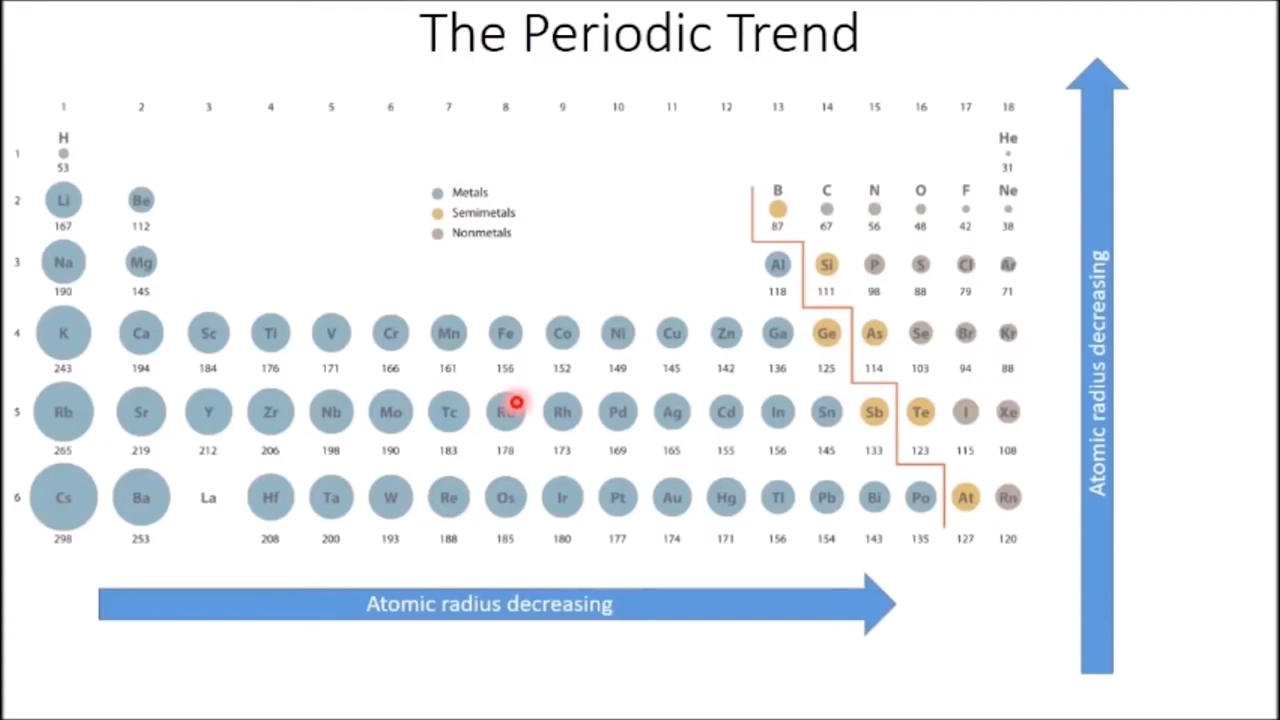 The Periodic Trend
1 2 3 4 5 6 7 8 9 10 11 12 13 14 15 16 17 18
H He
1
53 31
Metals
Semimetals
Nonmetals
B C N O F Ne
2 Li Be
167 112 87 67 56 48 42 38
3 Na Mg Al Si P S Cl Ar
190 145 118 111 98 88 79 71
4 K Ca Sc Ti V Cr Mn Fe Co Ni Cu Zn Ga Ge As Se Br Kr
243 194 184 176 171 166 161 156 152 149 145 142 136 125 114 103 94 88
5 Rb Sr Y Zr Nb Mo Tc Ru Rh Pd Ag Cd In Sn Sb Te I Xe
265 219 212 206 198 190 183 178 173 169 165 155 156 145 133 123 115 108
6 Cs Ba La Hf Ta W Re Os Ir Pt Au Hg Tl Pb Bi Po At Rn
298 253 208 200 193 188 185 180 177 174 171 156 154 143 135 127 120
Atomic radius decreasing
Atomic radius decreasing